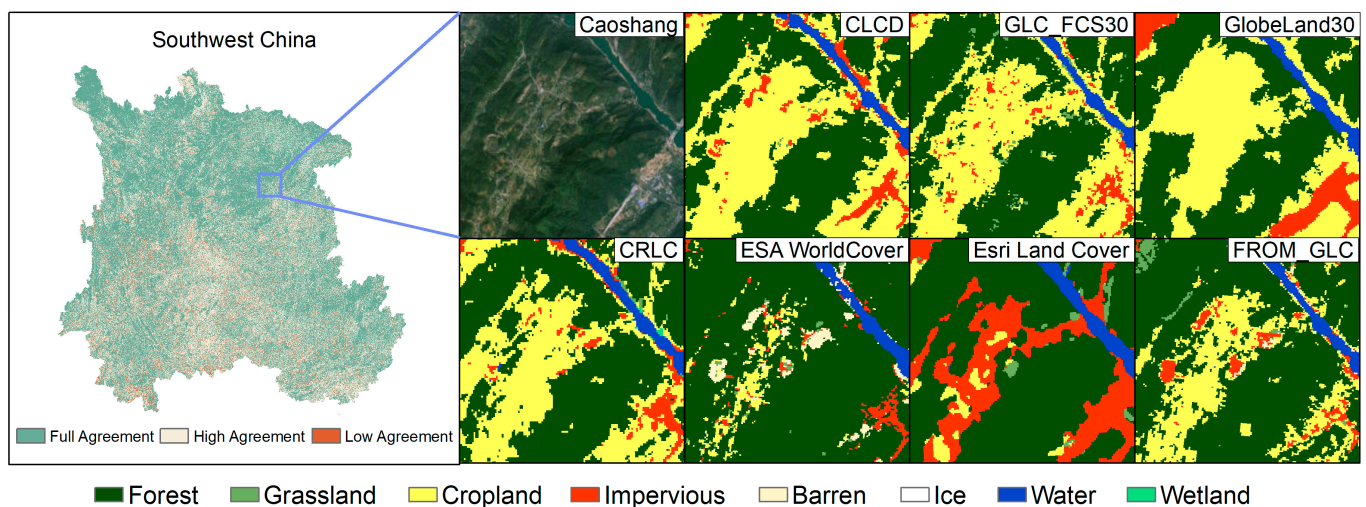 Southwest China
Full Agreement
High Agreement
Low Agreement
Caoshang
CLCD
GLC_FCS30
GlobeLand30
CRLC
ESA WorldCover
Esri Land Cover
FROM_GLC
Forest
Grassland
Cropland
Impervious
Barren
Ice
Water
Wetland